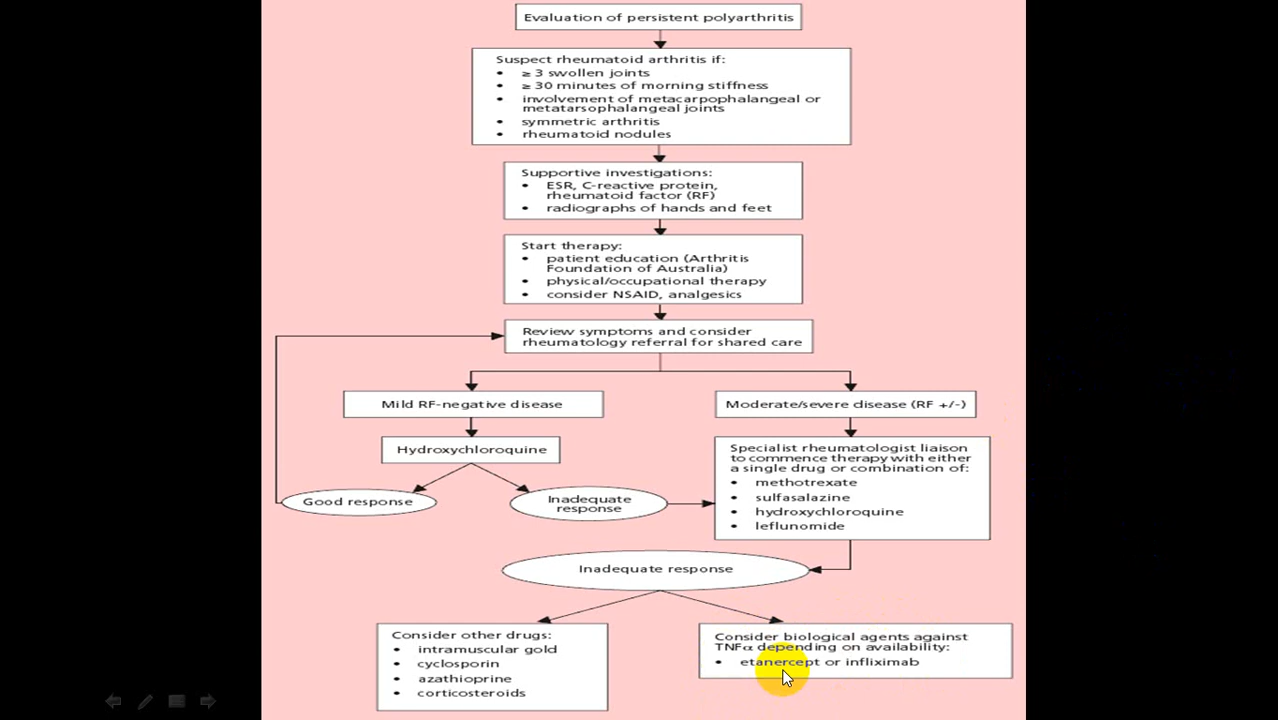 Evaluation of persistent polyarthritis
Suspect rheumatoid arthritis if:
• ≥ 3 swollen joints
• ≥ 30 minutes of morning stiffness
• involvement of metacarpophalangeal or
metatarsophalangeal joints
• symmetric arthritis
• rheumatoid nodules
Supportive investigations:
• ESR, C-reactive protein,
rheumatoid factor (RF)
• radiographs of hands and feet
Start therapy:
• patient education (Arthritis
Foundation of Australia)
• physical/occupational therapy
• consider NSAID, analgesics
Review symptoms and consider
rheumatology referral for shared care
Mild RF-negative disease
Hydroxychloroquine
Good response
Inadequate
response
Moderate/severe disease (RF +/-)
Specialist rheumatologist liaison
to commence therapy with either
a single drug or combination of:
• methotrexate
• sulfasalazine
• hydroxychloroquine
• leflunomide
Inadequate response
Consider other drugs:
• intramuscular gold
• cyclosporin
• azathioprine
• corticosteroids
Consider biological agents against
TNFα depending on availability:
• etanercept or infliximab